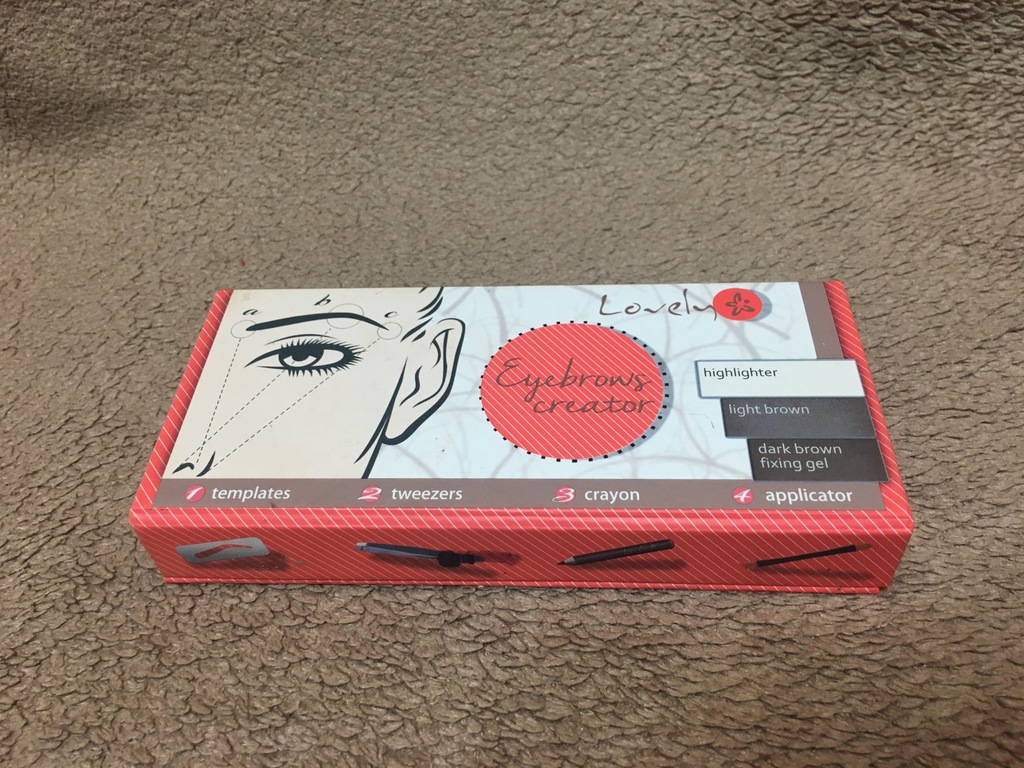 Lovely
b
a
c
Eyebrows
creator
highlighter
light brown
dark brown
fixing gel
1 templates
2 tweezers
3 crayon
4 applicator